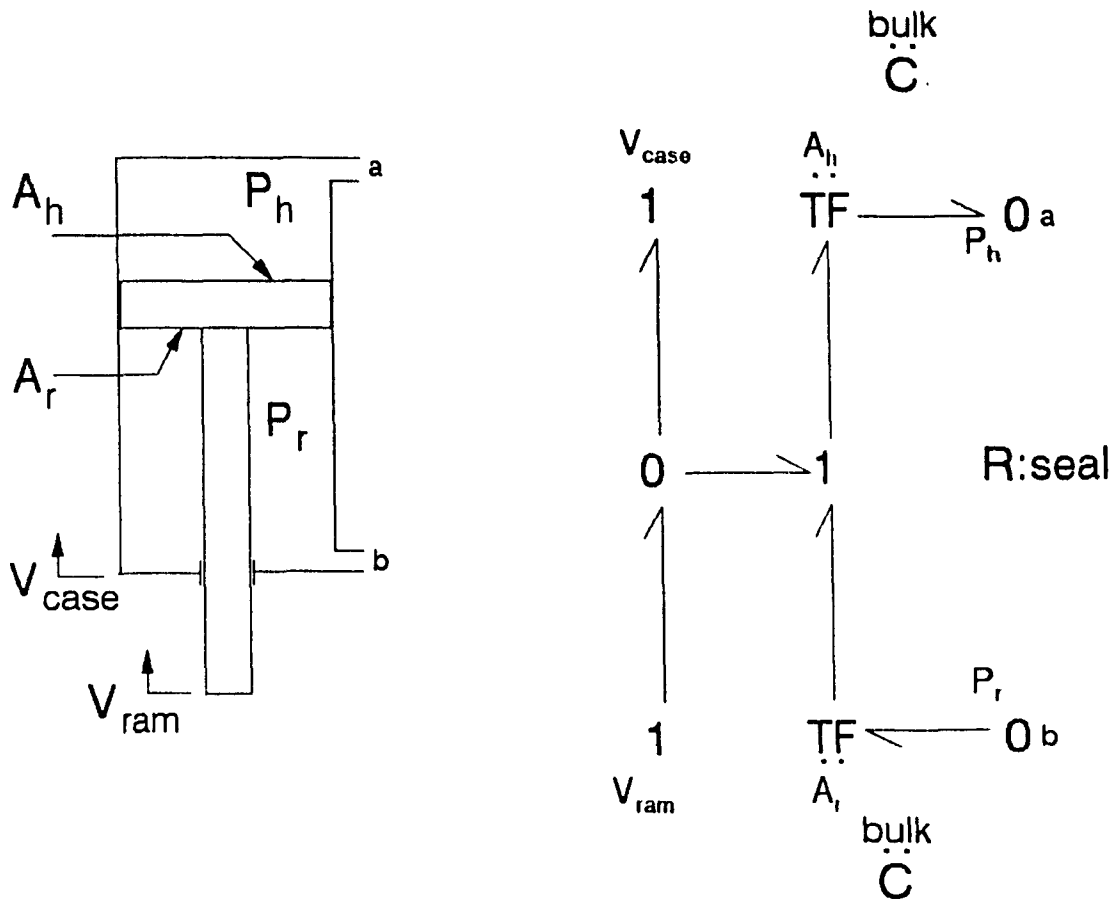 A_h
P_h
a
A_r
P_r
b
V_case
V_ram
bulk
C
V_case
A_h
1
TF
0 a
P_h
0
1
R:seal
P_r
1
TF
0 b
V_ram
A_r
bulk
C